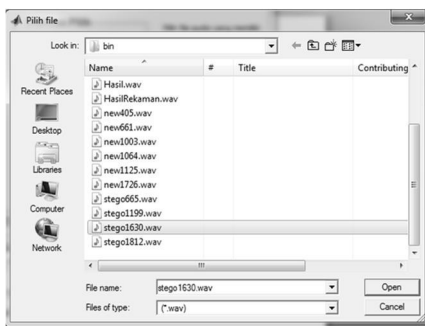 Pilih file
Look in: bin
Name # Title Contributing
Recent Places
Desktop
Libraries
Computer
Network
Hasil.wav
HasilRekaman.wav
new405.wav
new661.wav
new1003.wav
new1064.wav
new1125.wav
new1726.wav
stego665.wav
stego1199.wav
stego1630.wav
stego1812.wav
File name: stego1630.wav Open
Files of type: (*.wav) Cancel